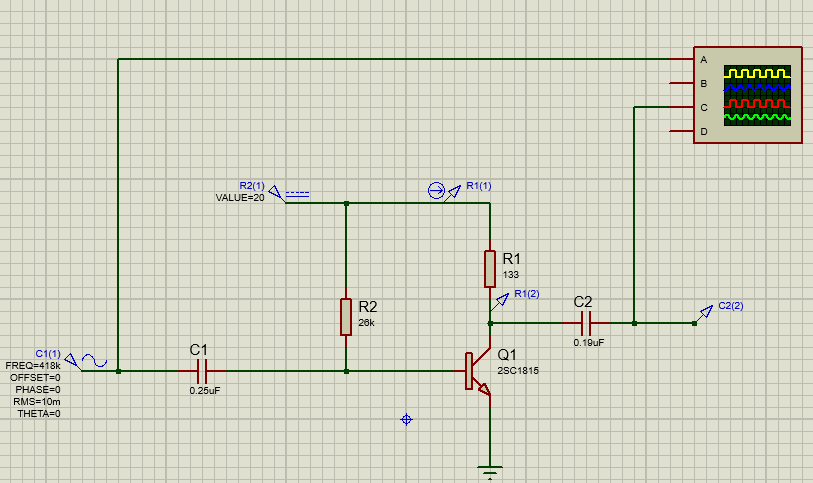 A
B
C
D
R2(1)
VALUE=20
R1(1)
R1
133
R1(2)
R2
26k
C2
0.19uF
C2(2)
C1(1)
FREQ=418k
OFFSET=0
PHASE=0
RMS=10m
THETA=0
C1
0.25uF
Q1
2SC1815